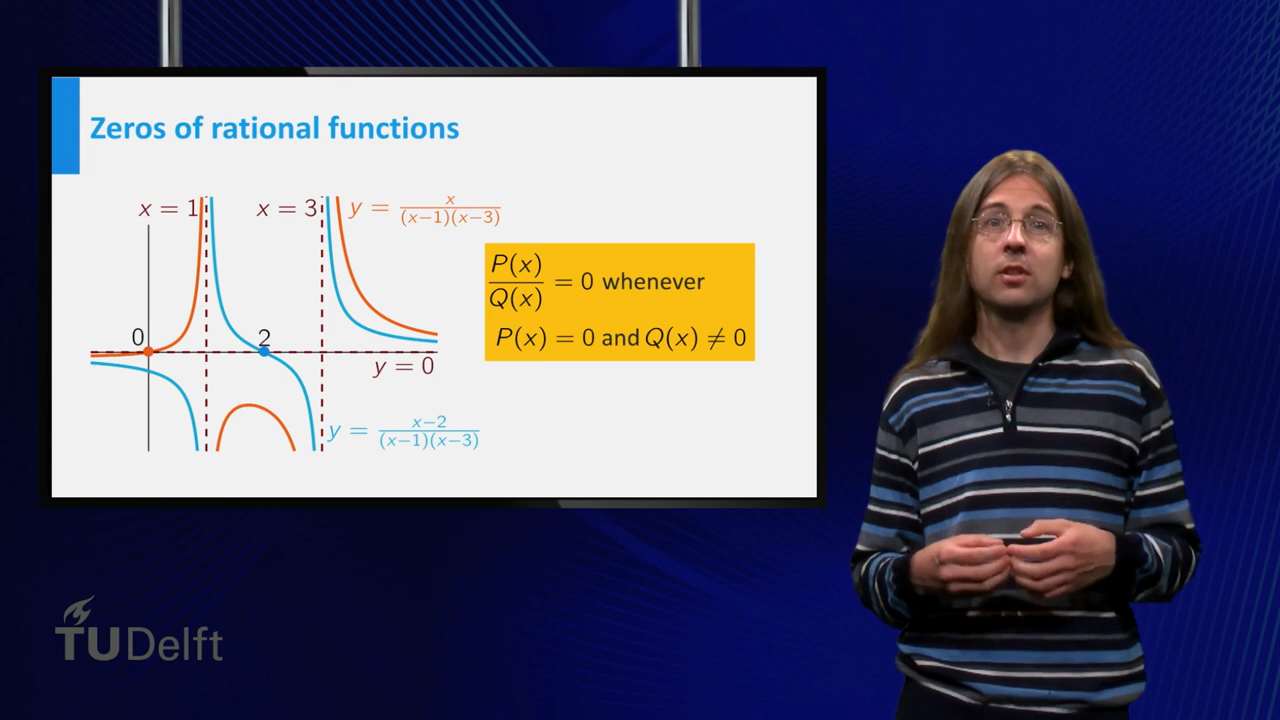 Zeros of rational functions
x = 1
x = 3
y = x/((x−1)(x−3))
P(x)/Q(x) = 0 whenever
P(x) = 0 and Q(x) ≠ 0
0
2
y = 0
y = (x−2)/((x−1)(x−3))
TUDelft